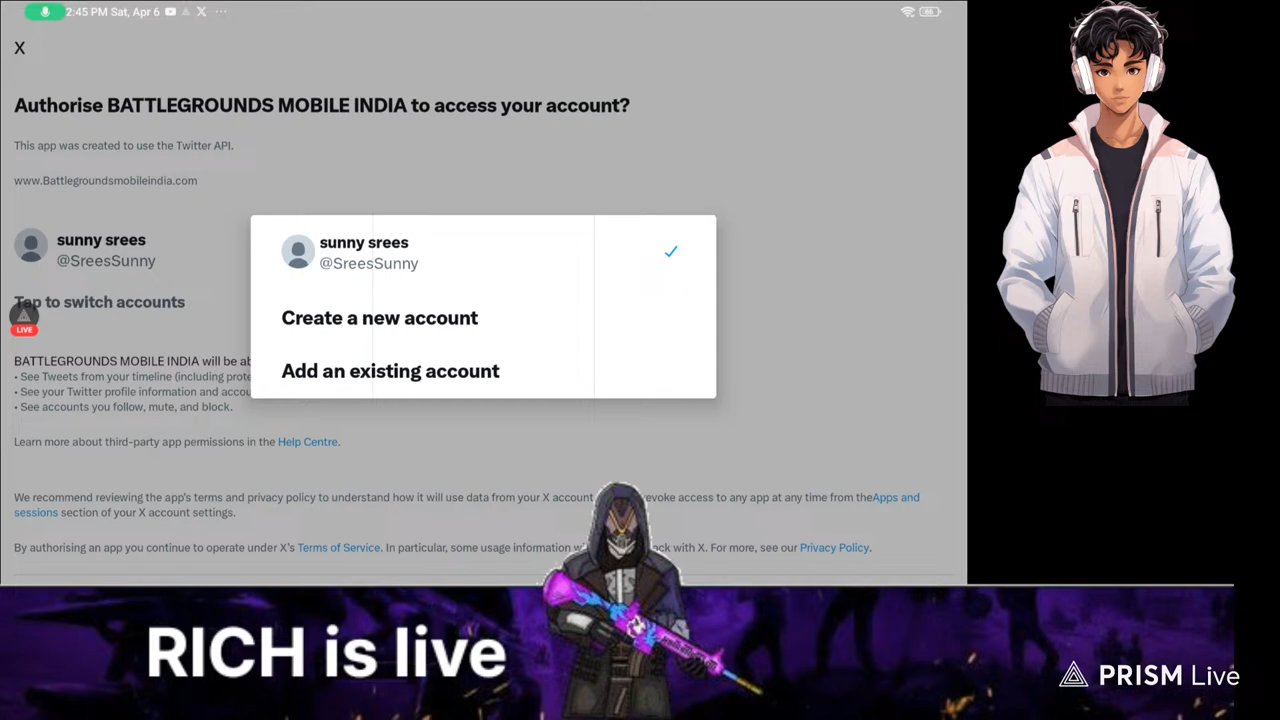 2:45 PM Sat, Apr 6
86
X
Authorise BATTLEGROUNDS MOBILE INDIA to access your account?
This app was created to use the Twitter API.
www.Battlegroundsmobileindia.com
sunny srees
@SreesSunny
Tap to switch accounts
LIVE
sunny srees
@SreesSunny
Create a new account
Add an existing account
BATTLEGROUNDS MOBILE INDIA will be ab
• See Tweets from your timeline (including prote
• See your Twitter profile information and accou
• See accounts you follow, mute, and block.
Learn more about third-party app permissions in the Help Centre.
We recommend reviewing the app's terms and privacy policy to understand how it will use data from your X account evoke access to any app at any time from theApps and
sessions section of your X account settings.
By authorising an app you continue to operate under X's Terms of Service. In particular, some usage information w ck with X. For more, see our Privacy Policy.
RICH is live
PRISM Live